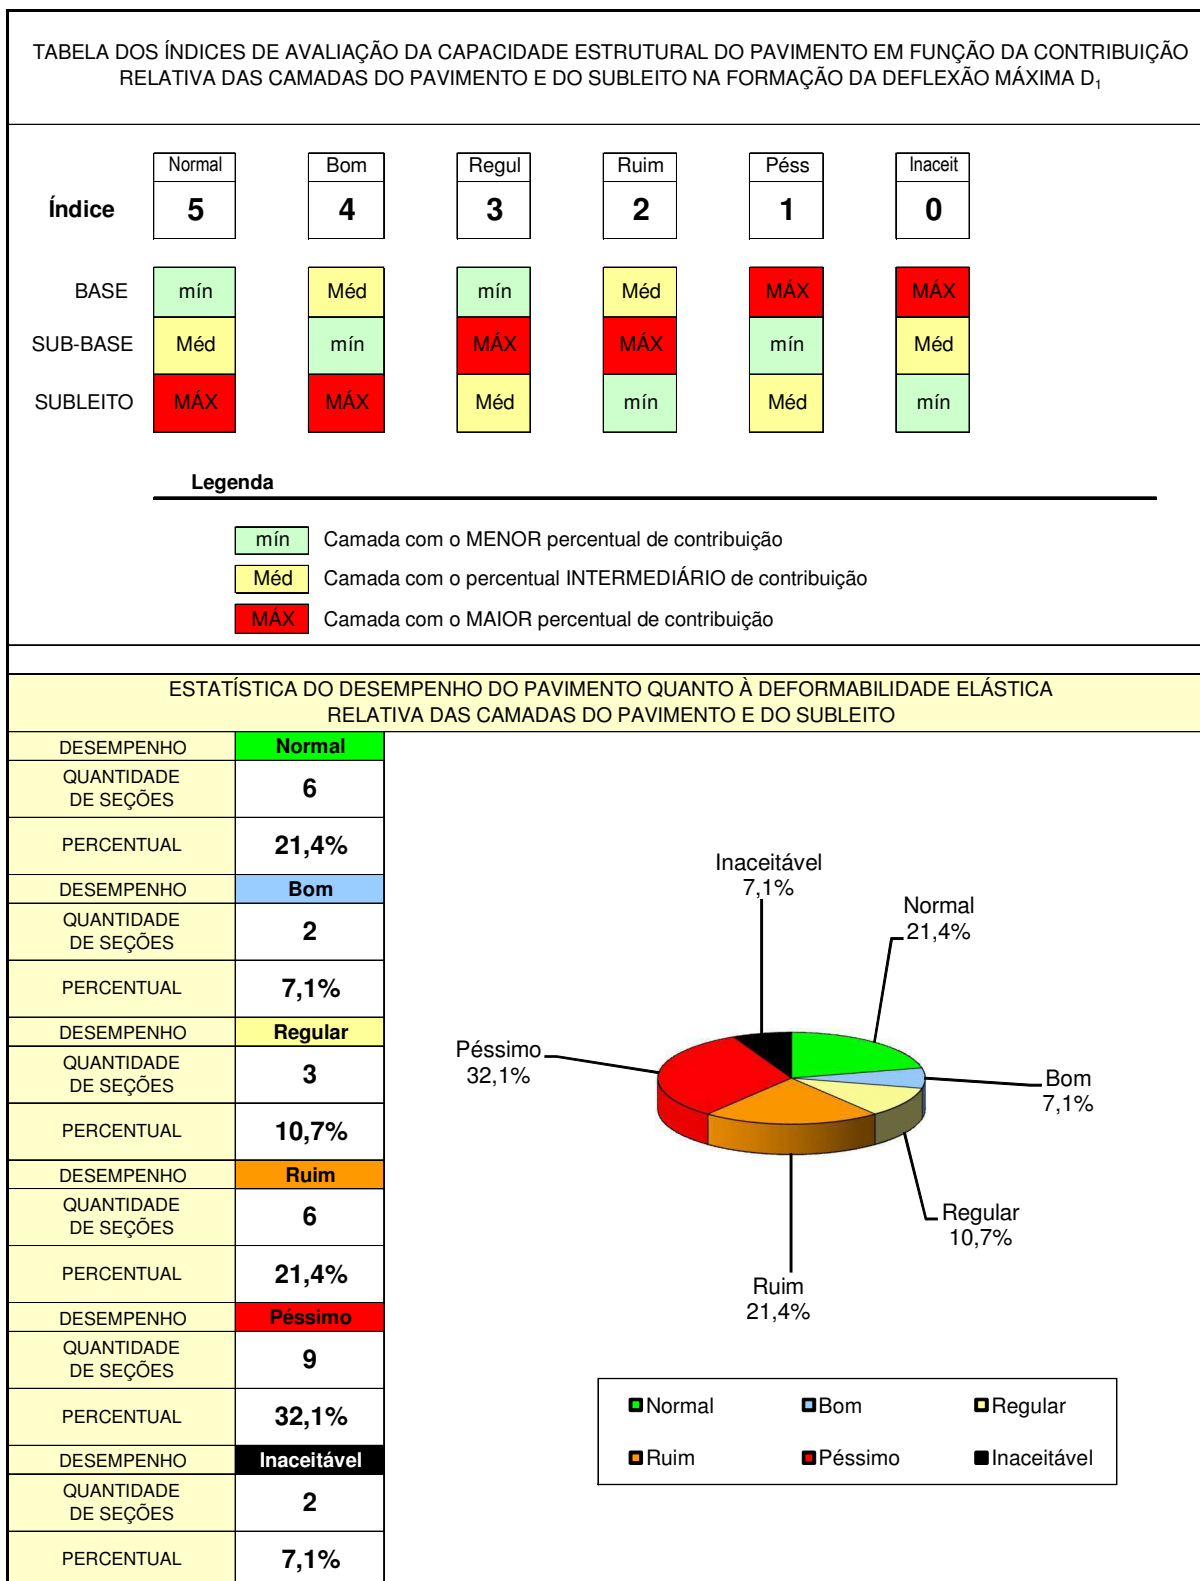 TABELA DOS ÍNDICES DE AVALIAÇÃO DA CAPACIDADE ESTRUTURAL DO PAVIMENTO EM FUNÇÃO DA CONTRIBUIÇÃO
RELATIVA DAS CAMADAS DO PAVIMENTO E DO SUBLEITO NA FORMAÇÃO DA DEFLEXÃO MÁXIMA D₁
Normal Bom Regul Ruim Péss Inaceit
Índice 5 4 3 2 1 0
BASE mín Méd mín Méd MÁX MÁX
SUB-BASE Méd mín MÁX MÁX mín Méd
SUBLEITO MÁX MÁX Méd mín Méd mín
Legenda
mín Camada com o MENOR percentual de contribuição
Méd Camada com o percentual INTERMEDIÁRIO de contribuição
MÁX Camada com o MAIOR percentual de contribuição
ESTATÍSTICA DO DESEMPENHO DO PAVIMENTO QUANTO À DEFORMABILIDADE ELÁSTICA
RELATIVA DAS CAMADAS DO PAVIMENTO E DO SUBLEITO
DESEMPENHO Normal
QUANTIDADE
DE SEÇÕES 6
PERCENTUAL 21,4%
DESEMPENHO Bom
QUANTIDADE
DE SEÇÕES 2
PERCENTUAL 7,1%
DESEMPENHO Regular
QUANTIDADE
DE SEÇÕES 3
PERCENTUAL 10,7%
DESEMPENHO Ruim
QUANTIDADE
DE SEÇÕES 6
PERCENTUAL 21,4%
DESEMPENHO Péssimo
QUANTIDADE
DE SEÇÕES 9
PERCENTUAL 32,1%
DESEMPENHO Inaceitável
QUANTIDADE
DE SEÇÕES 2
PERCENTUAL 7,1%
Inaceitável
7,1%
Normal
21,4%
Péssimo
32,1%
Bom
7,1%
Regular
10,7%
Ruim
21,4%
Normal Bom Regular
Ruim Péssimo Inaceitável